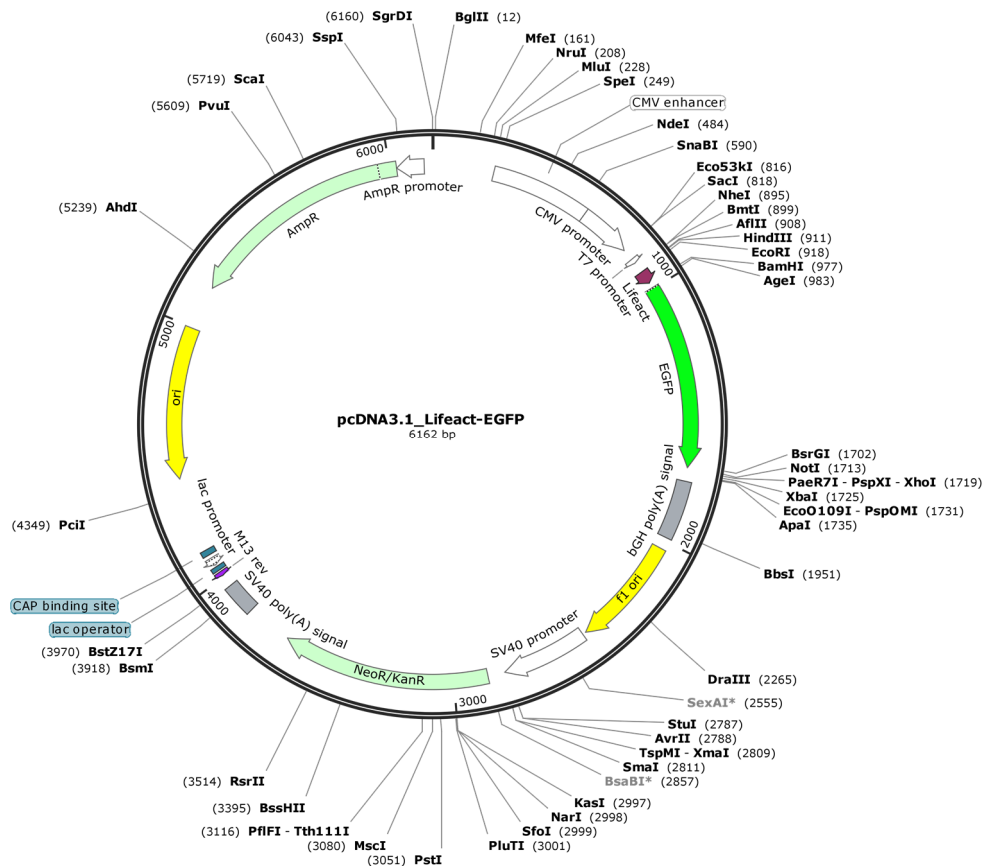 (6160) SgrDI
BglII (12)
(6043) SspI
MfeI (161)
NruI (208)
MluI (228)
SpeI (249)
(5719) ScaI
(5609) PvuI
CMV enhancer
NdeI (484)
SnaBI (590)
6000
AmpR promoter
AmpR
Eco53kI (816)
SacI (818)
NheI (895)
BmtI (899)
AflII (908)
HindIII (911)
EcoRI (918)
BamHI (977)
AgeI (983)
(5239) AhdI
CMV promoter
T7 promoter
1000
Lifeact
5000
EGFP
ori
pcDNA3.1_Lifeact-EGFP
6162 bp
BsrGI (1702)
NotI (1713)
PaeR7I - PspXI - XhoI (1719)
XbaI (1725)
EcoO109I - PspOMI (1731)
ApaI (1735)
bGH poly(A) signal
2000
(4349) PciI
lac promoter
M13 rev
SV40 poly(A) signal
BbsI (1951)
f1 ori
CAP binding site
4000
lac operator
SV40 promoter
(3970) BstZ17I
(3918) BsmI
NeoR/KanR
3000
DraIII (2265)
SexAI* (2555)
StuI (2787)
AvrII (2788)
TspMI - XmaI (2809)
SmaI (2811)
BsaBI* (2857)
(3514) RsrII
KasI (2997)
(3395) BssHII
NarI (2998)
(3116) PflFI - Tth111I
SfoI (2999)
(3080) MscI
PluTI (3001)
(3051) PstI